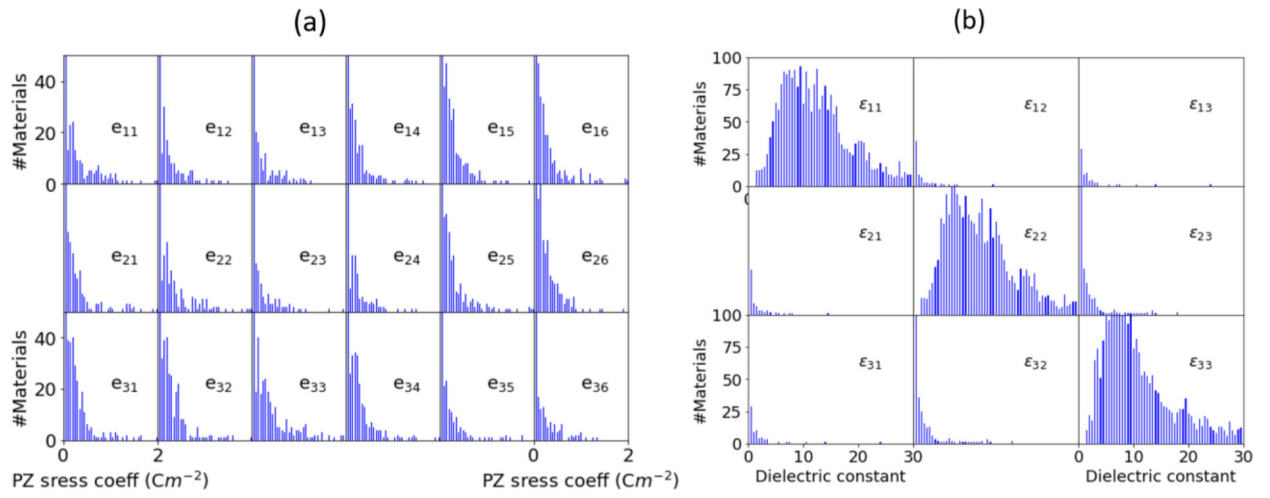 (a)
#Materials
40
20
0
e₁₁ e₁₂ e₁₃ e₁₄ e₁₅ e₁₆
e₂₁ e₂₂ e₂₃ e₂₄ e₂₅ e₂₆
#Materials
40
20
0
e₃₁ e₃₂ e₃₃ e₃₄ e₃₅ e₃₆
0 2 0 2
PZ sress coeff (Cm⁻²) PZ sress coeff (Cm⁻²)
(b)
#Materials
100
75
50
25
0
ε₁₁ ε₁₂ ε₁₃
ε₂₁ ε₂₂ ε₂₃
#Materials
100
75
50
25
0
ε₃₁ ε₃₂ ε₃₃
0 10 20 30 0 10 20 30
Dielectric constant Dielectric constant